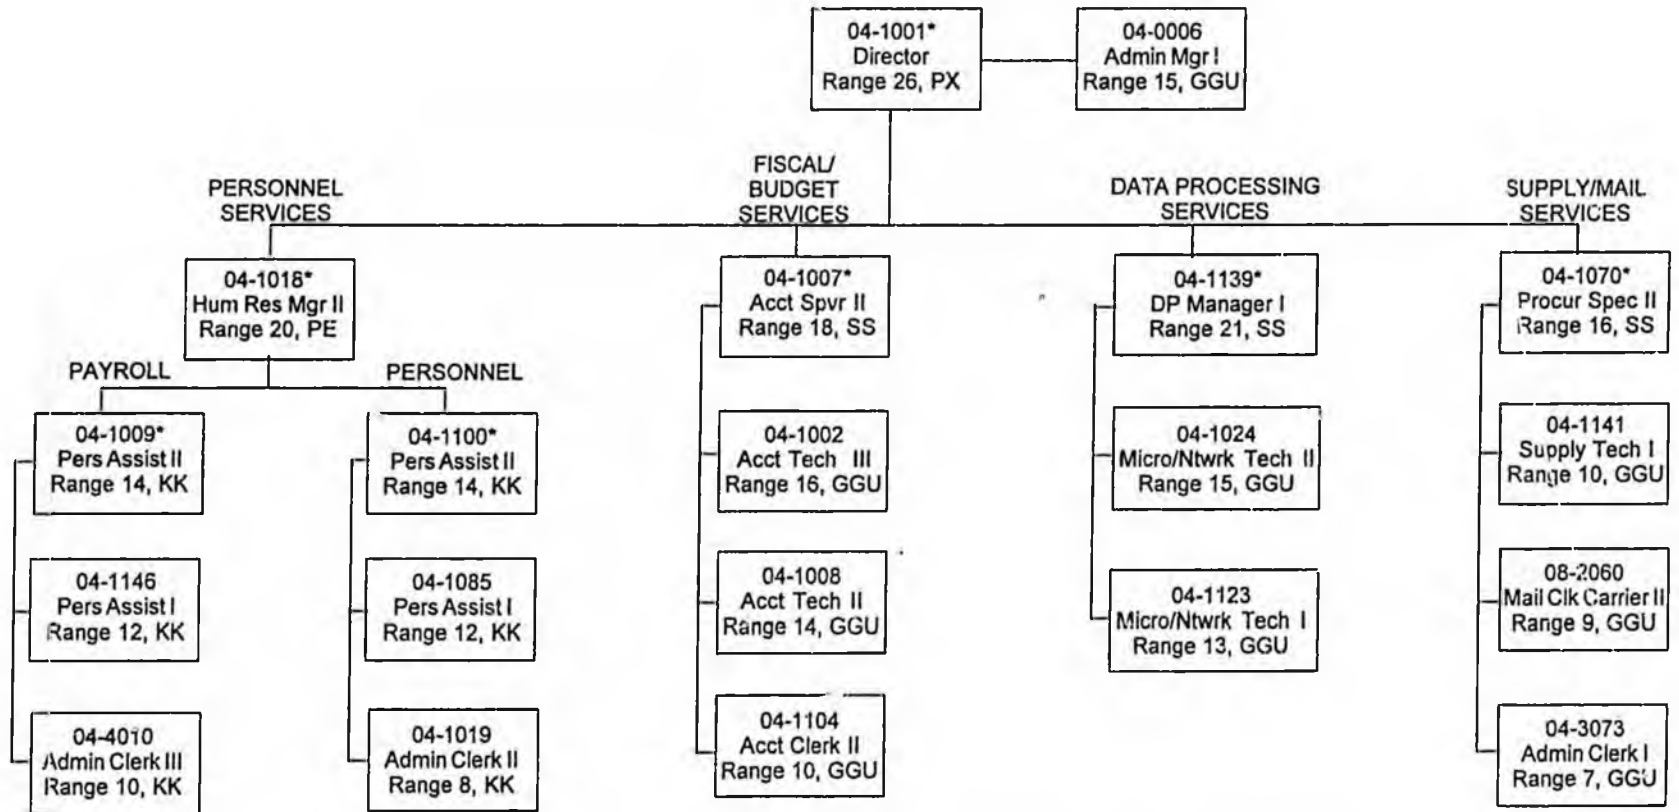 04-1001*
Director
Range 26, PX
04-0006
Admin Mgr I
Range 15, GGU
PERSONNEL
SERVICES
FISCAL/
BUDGET
SERVICES
DATA PROCESSING
SERVICES
SUPPLY/MAIL
SERVICES
04-1018*
Hum Res Mgr II
Range 20, PE
04-1007*
Acct Spvr II
Range 18, SS
04-1139*
DP Manager I
Range 21, SS
04-1070*
Procur Spec II
Range 16, SS
PAYROLL
PERSONNEL
04-1009*
Pers Assist II
Range 14, KK
04-1100*
Pers Assist II
Range 14, KK
04-1002
Acct Tech III
Range 16, GGU
04-1024
Micro/Ntwrk Tech II
Range 15, GGU
04-1141
Supply Tech I
Range 10, GGU
04-1146
Pers Assist I
Range 12, KK
04-1085
Pers Assist I
Range 12, KK
04-1008
Acct Tech II
Range 14, GGU
04-1123
Micro/Ntwrk Tech I
Range 13, GGU
08-2060
Mail Clk Carrier II
Range 9, GGU
04-4010
Admin Clerk III
Range 10, KK
04-1019
Admin Clerk II
Range 8, KK
04-1104
Acct Clerk II
Range 10, GGU
04-3073
Admin Clerk I
Range 7, GGU